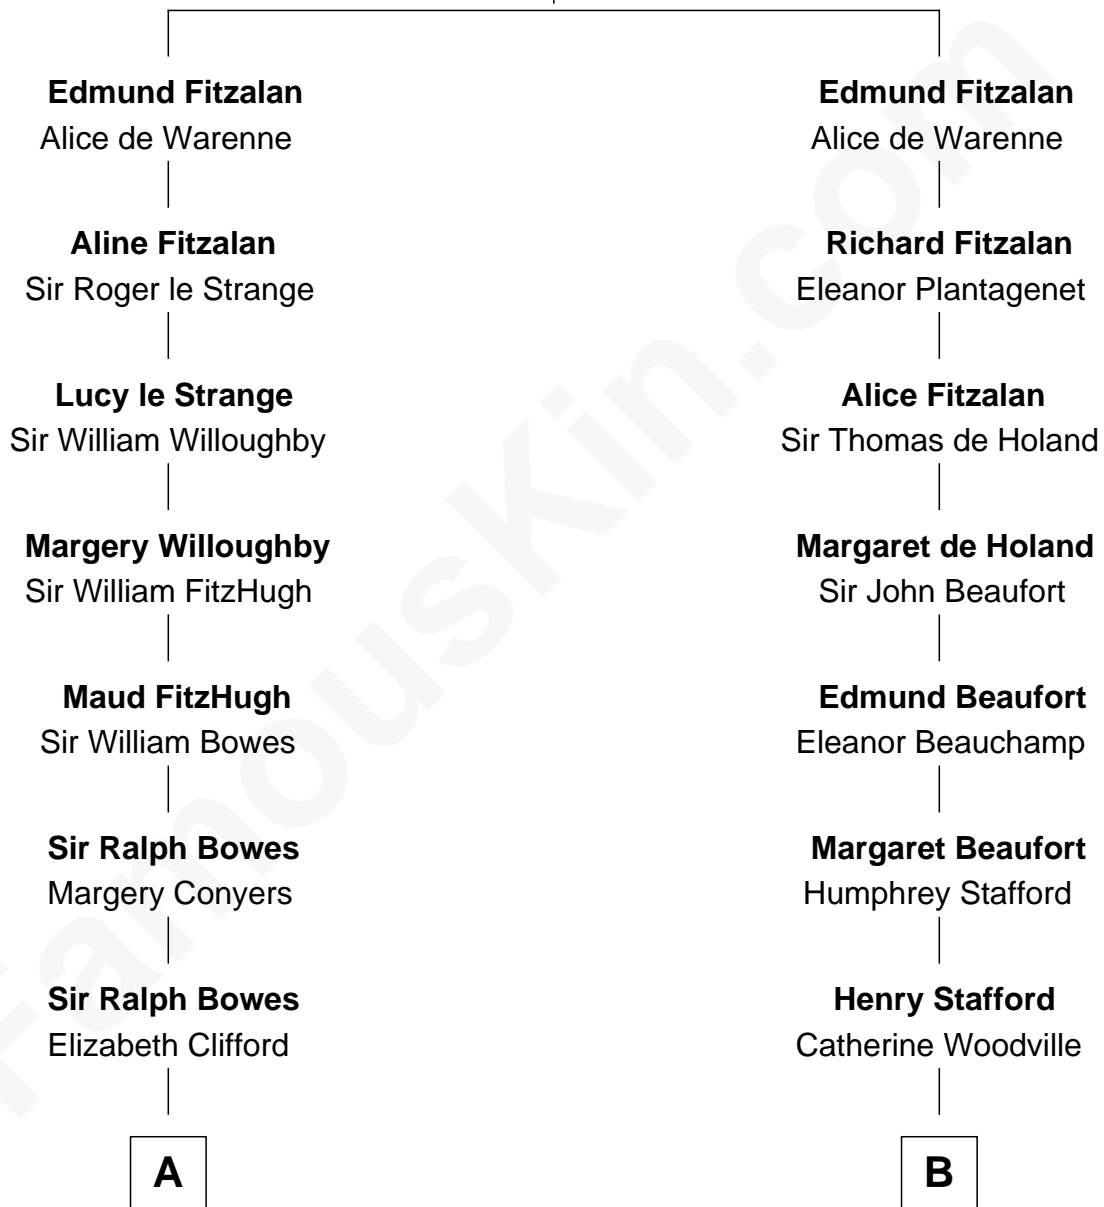 Edmund Fitzalan
Alice de Warenne
Aline Fitzalan
Sir Roger le Strange
Lucy le Strange
Sir William Willoughby
Margery Willoughby
Sir William FitzHugh
Maud FitzHugh
Sir William Bowes
Sir Ralph Bowes
Margery Conyers
Sir Ralph Bowes
Elizabeth Clifford
A
Edmund Fitzalan
Alice de Warenne
Richard Fitzalan
Eleanor Plantagenet
Alice Fitzalan
Sir Thomas de Holand
Margaret de Holand
Sir John Beaufort
Edmund Beaufort
Eleanor Beauchamp
Margaret Beaufort
Humphrey Stafford
Henry Stafford
Catherine Woodville
B
FamousKin.com